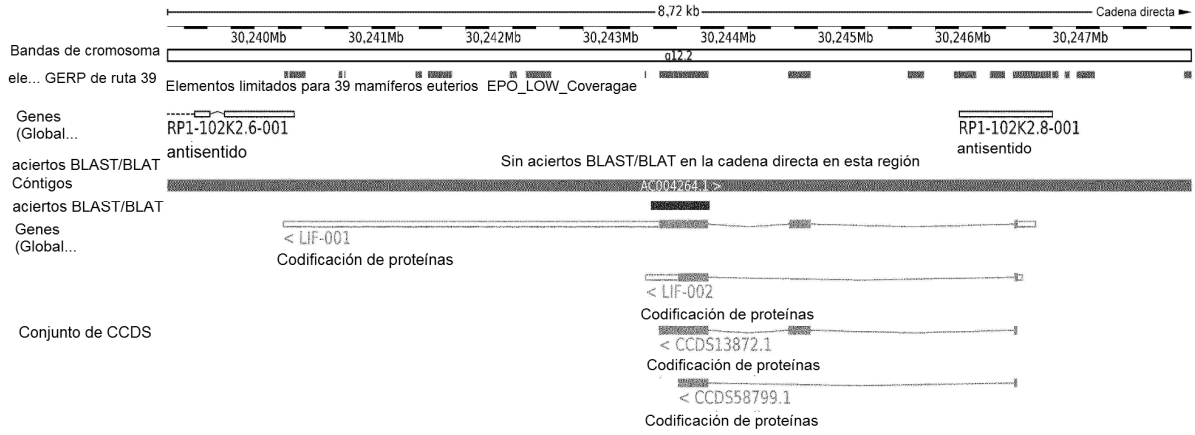 8,72 kb
Cadena directa
30,240Mb 30,241Mb 30,242Mb 30,243Mb 30,244Mb 30,245Mb 30,246Mb 30,247Mb
Bandas de cromosoma
q12.2
ele... GERP de ruta 39
Elementos limitados para 39 mamíferos euterios EPO_LOW_Coveragae
Genes
(Global...
RP1-102K2.6-001
antisentido
RP1-102K2.8-001
antisentido
aciertos BLAST/BLAT
Sin aciertos BLAST/BLAT en la cadena directa en esta región
Cóntigos
AC004264.1 >
aciertos BLAST/BLAT
Genes
(Global...
< LIF-001
Codificación de proteínas
< LIF-002
Codificación de proteínas
Conjunto de CCDS
< CCDS13872.1
Codificación de proteínas
< CCDS58799.1
Codificación de proteínas